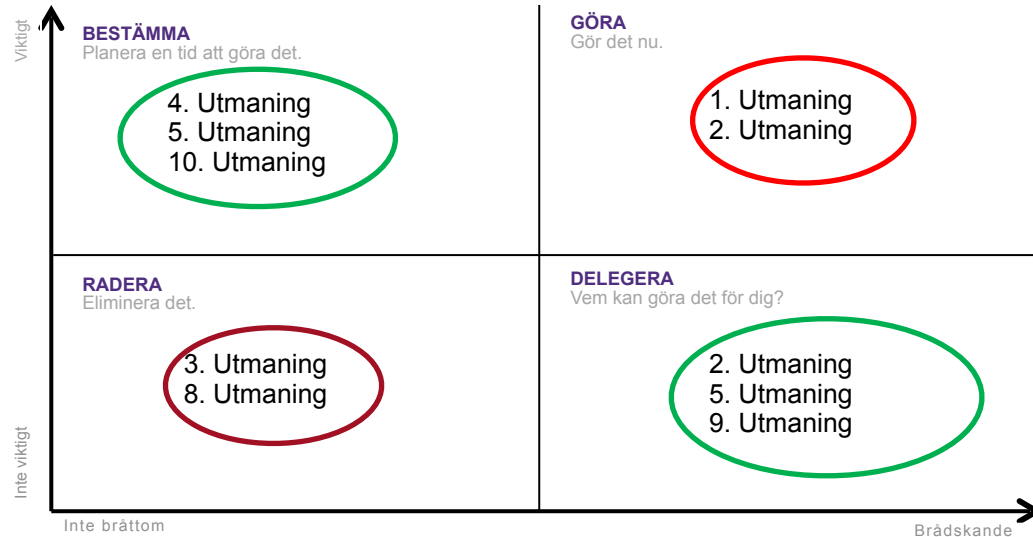 Viktigt
BESTÄMMA
Planera en tid att göra det.
4. Utmaning
5. Utmaning
10. Utmaning
GÖRA
Gör det nu.
1. Utmaning
2. Utmaning
RADERA
Eliminera det.
3. Utmaning
8. Utmaning
DELEGERA
Vem kan göra det för dig?
2. Utmaning
5. Utmaning
9. Utmaning
Inte viktigt
Inte bråttom
Brådskande